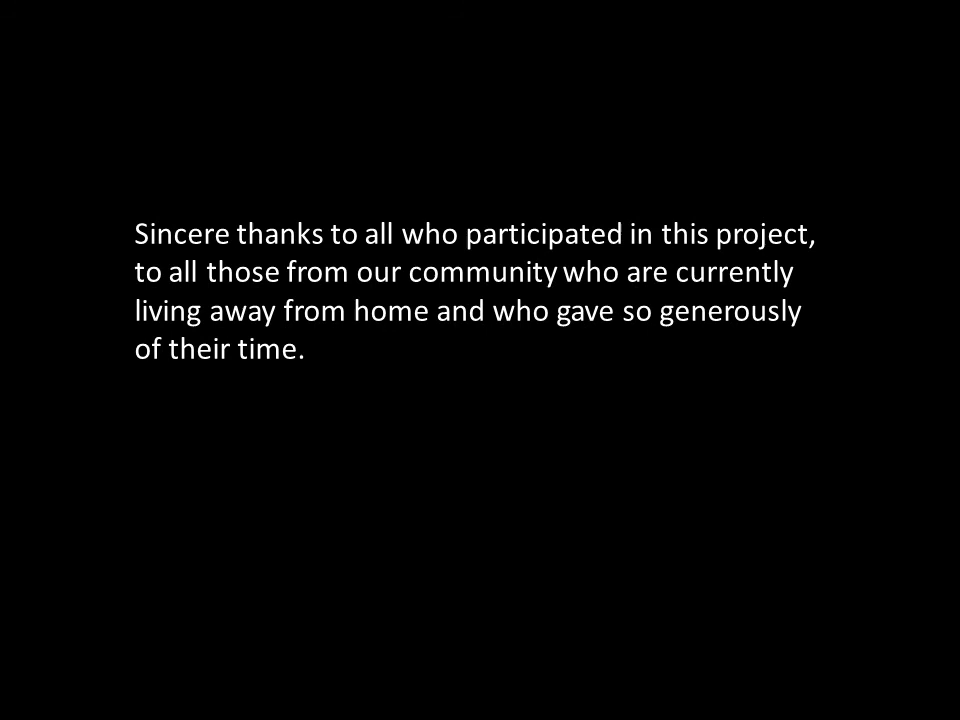 Sincere thanks to all who participated in this project,
to all those from our community who are currently
living away from home and who gave so generously
of their time.